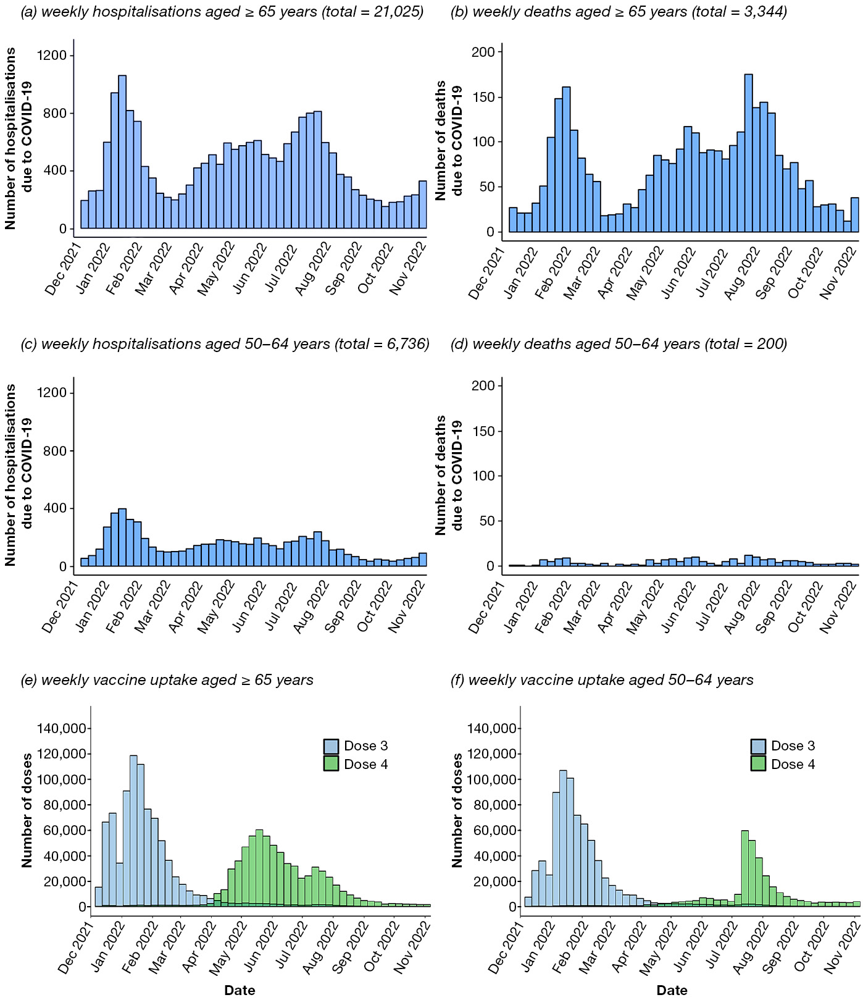 (a) weekly hospitalisations aged ≥ 65 years (total = 21,025)
Number of hospitalisations
due to COVID-19
1200
800
400
0
Dec 2021
Jan 2022
Feb 2022
Mar 2022
Apr 2022
May 2022
Jun 2022
Jul 2022
Aug 2022
Sep 2022
Oct 2022
Nov 2022
(b) weekly deaths aged ≥ 65 years (total = 3,344)
Number of deaths
due to COVID-19
200
150
100
50
0
Dec 2021
Jan 2022
Feb 2022
Mar 2022
Apr 2022
May 2022
Jun 2022
Jul 2022
Aug 2022
Sep 2022
Oct 2022
Nov 2022
(c) weekly hospitalisations aged 50–64 years (total = 6,736)
Number of hospitalisations
due to COVID-19
1200
800
400
0
Dec 2021
Jan 2022
Feb 2022
Mar 2022
Apr 2022
May 2022
Jun 2022
Jul 2022
Aug 2022
Sep 2022
Oct 2022
Nov 2022
(d) weekly deaths aged 50–64 years (total = 200)
Number of deaths
due to COVID-19
200
150
100
50
0
Dec 2021
Jan 2022
Feb 2022
Mar 2022
Apr 2022
May 2022
Jun 2022
Jul 2022
Aug 2022
Sep 2022
Oct 2022
Nov 2022
(e) weekly vaccine uptake aged ≥ 65 years
Number of doses
140,000
120,000
100,000
80,000
60,000
40,000
20,000
0
Dose 3
Dose 4
Dec 2021
Jan 2022
Feb 2022
Mar 2022
Apr 2022
May 2022
Jun 2022
Jul 2022
Aug 2022
Sep 2022
Oct 2022
Nov 2022
Date
(f) weekly vaccine uptake aged 50–64 years
Number of doses
140,000
120,000
100,000
80,000
60,000
40,000
20,000
0
Dose 3
Dose 4
Dec 2021
Jan 2022
Feb 2022
Mar 2022
Apr 2022
May 2022
Jun 2022
Jul 2022
Aug 2022
Sep 2022
Oct 2022
Nov 2022
Date